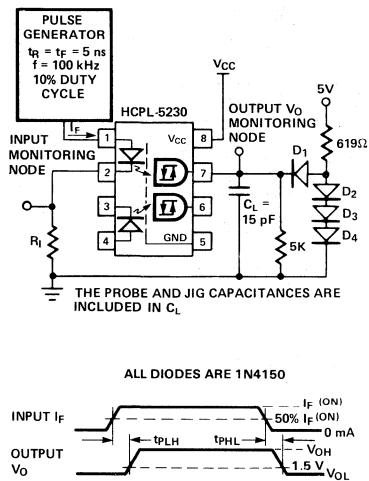 PULSE
GENERATOR
tR = tF = 5 ns
f = 100 kHz
10% DUTY
CYCLE
IF
INPUT
MONITORING
NODE
RI
HCPL-5230
1
2
3
4
VCC
GND
8
7
6
5
VCC
OUTPUT VO
MONITORING
NODE
CL =
15 pF
5K
5V
619Ω
D1
D2
D3
D4
THE PROBE AND JIG CAPACITANCES ARE
INCLUDED IN CL
ALL DIODES ARE 1N4150
INPUT IF
IF (ON)
50% IF (ON)
0 mA
tPLH
tPHL
OUTPUT
VO
VOH
1.5 V
VOL